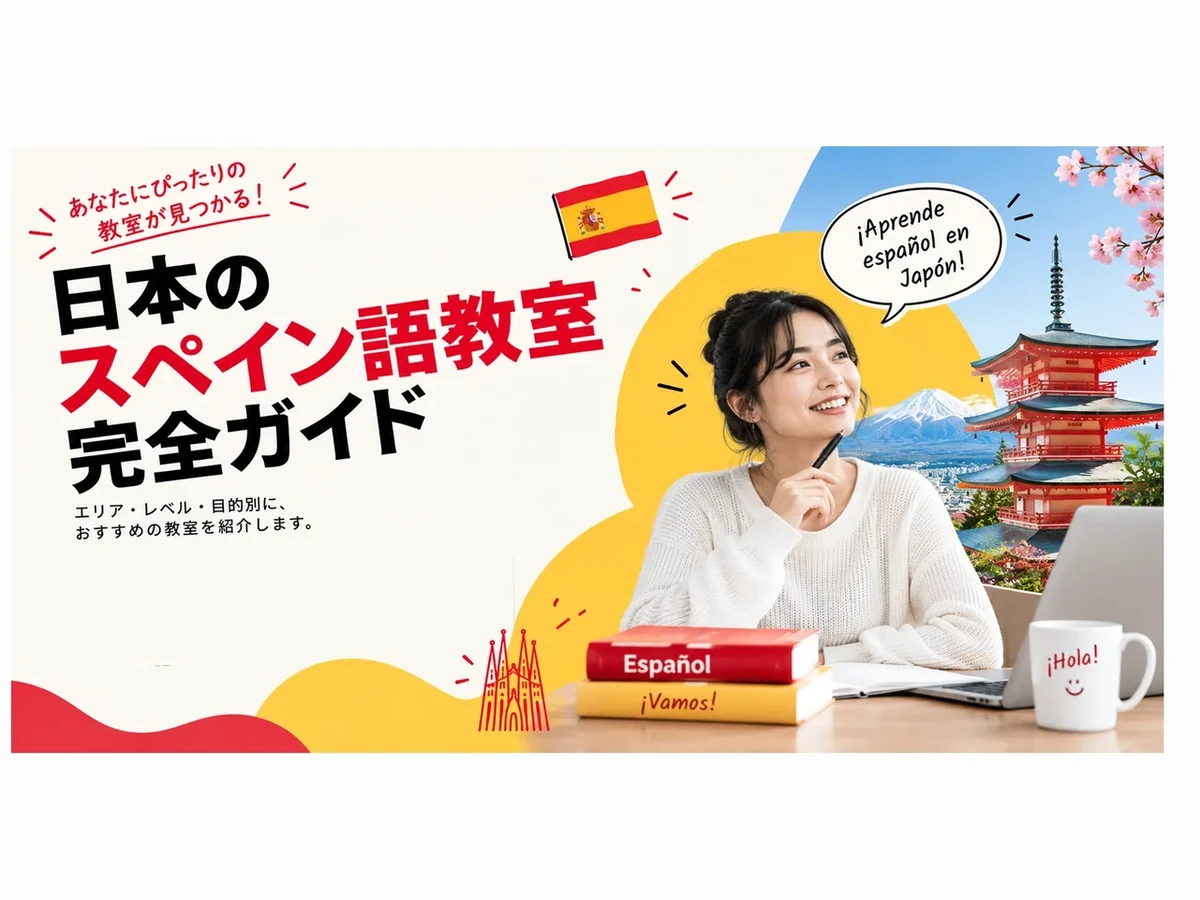 あなたにぴったりの
教室が見つかる！
日本の
スペイン語教室
完全ガイド
エリア・レベル・目的別に、
おすすめの教室を紹介します。
¡Aprende
español en
Japón!
Español
¡Vamos!
¡Hola!